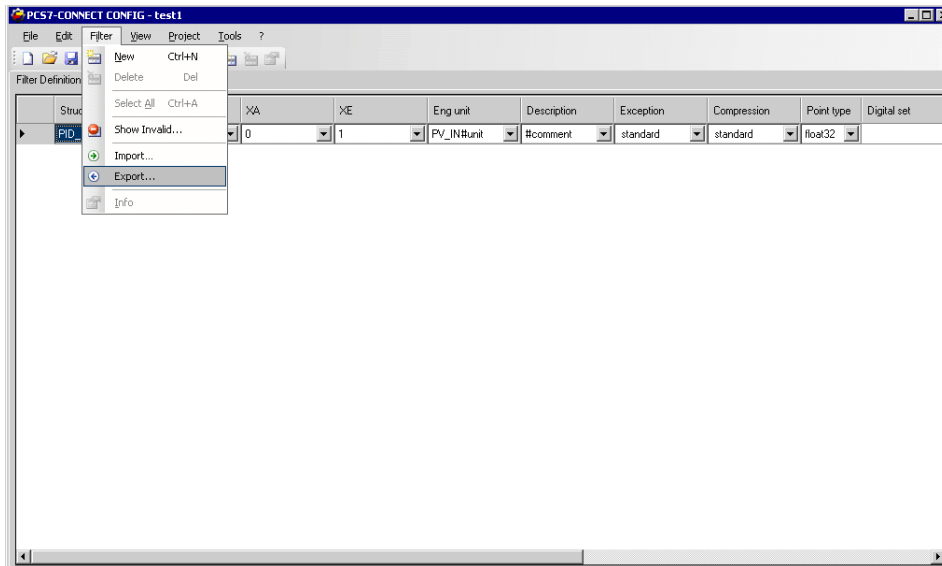 PCS7-CONNECT CONFIG - test1
File Edit Filter View Project Tools ?
New Ctrl+N
Delete Del
Select All Ctrl+A
Show Invalid...
Import...
Export...
Info
Filter Definition
Struc XA XE Eng unit Description Exception Compression Point type Digital set
PID_ 0 1 PV_IN#unit #comment standard standard float32